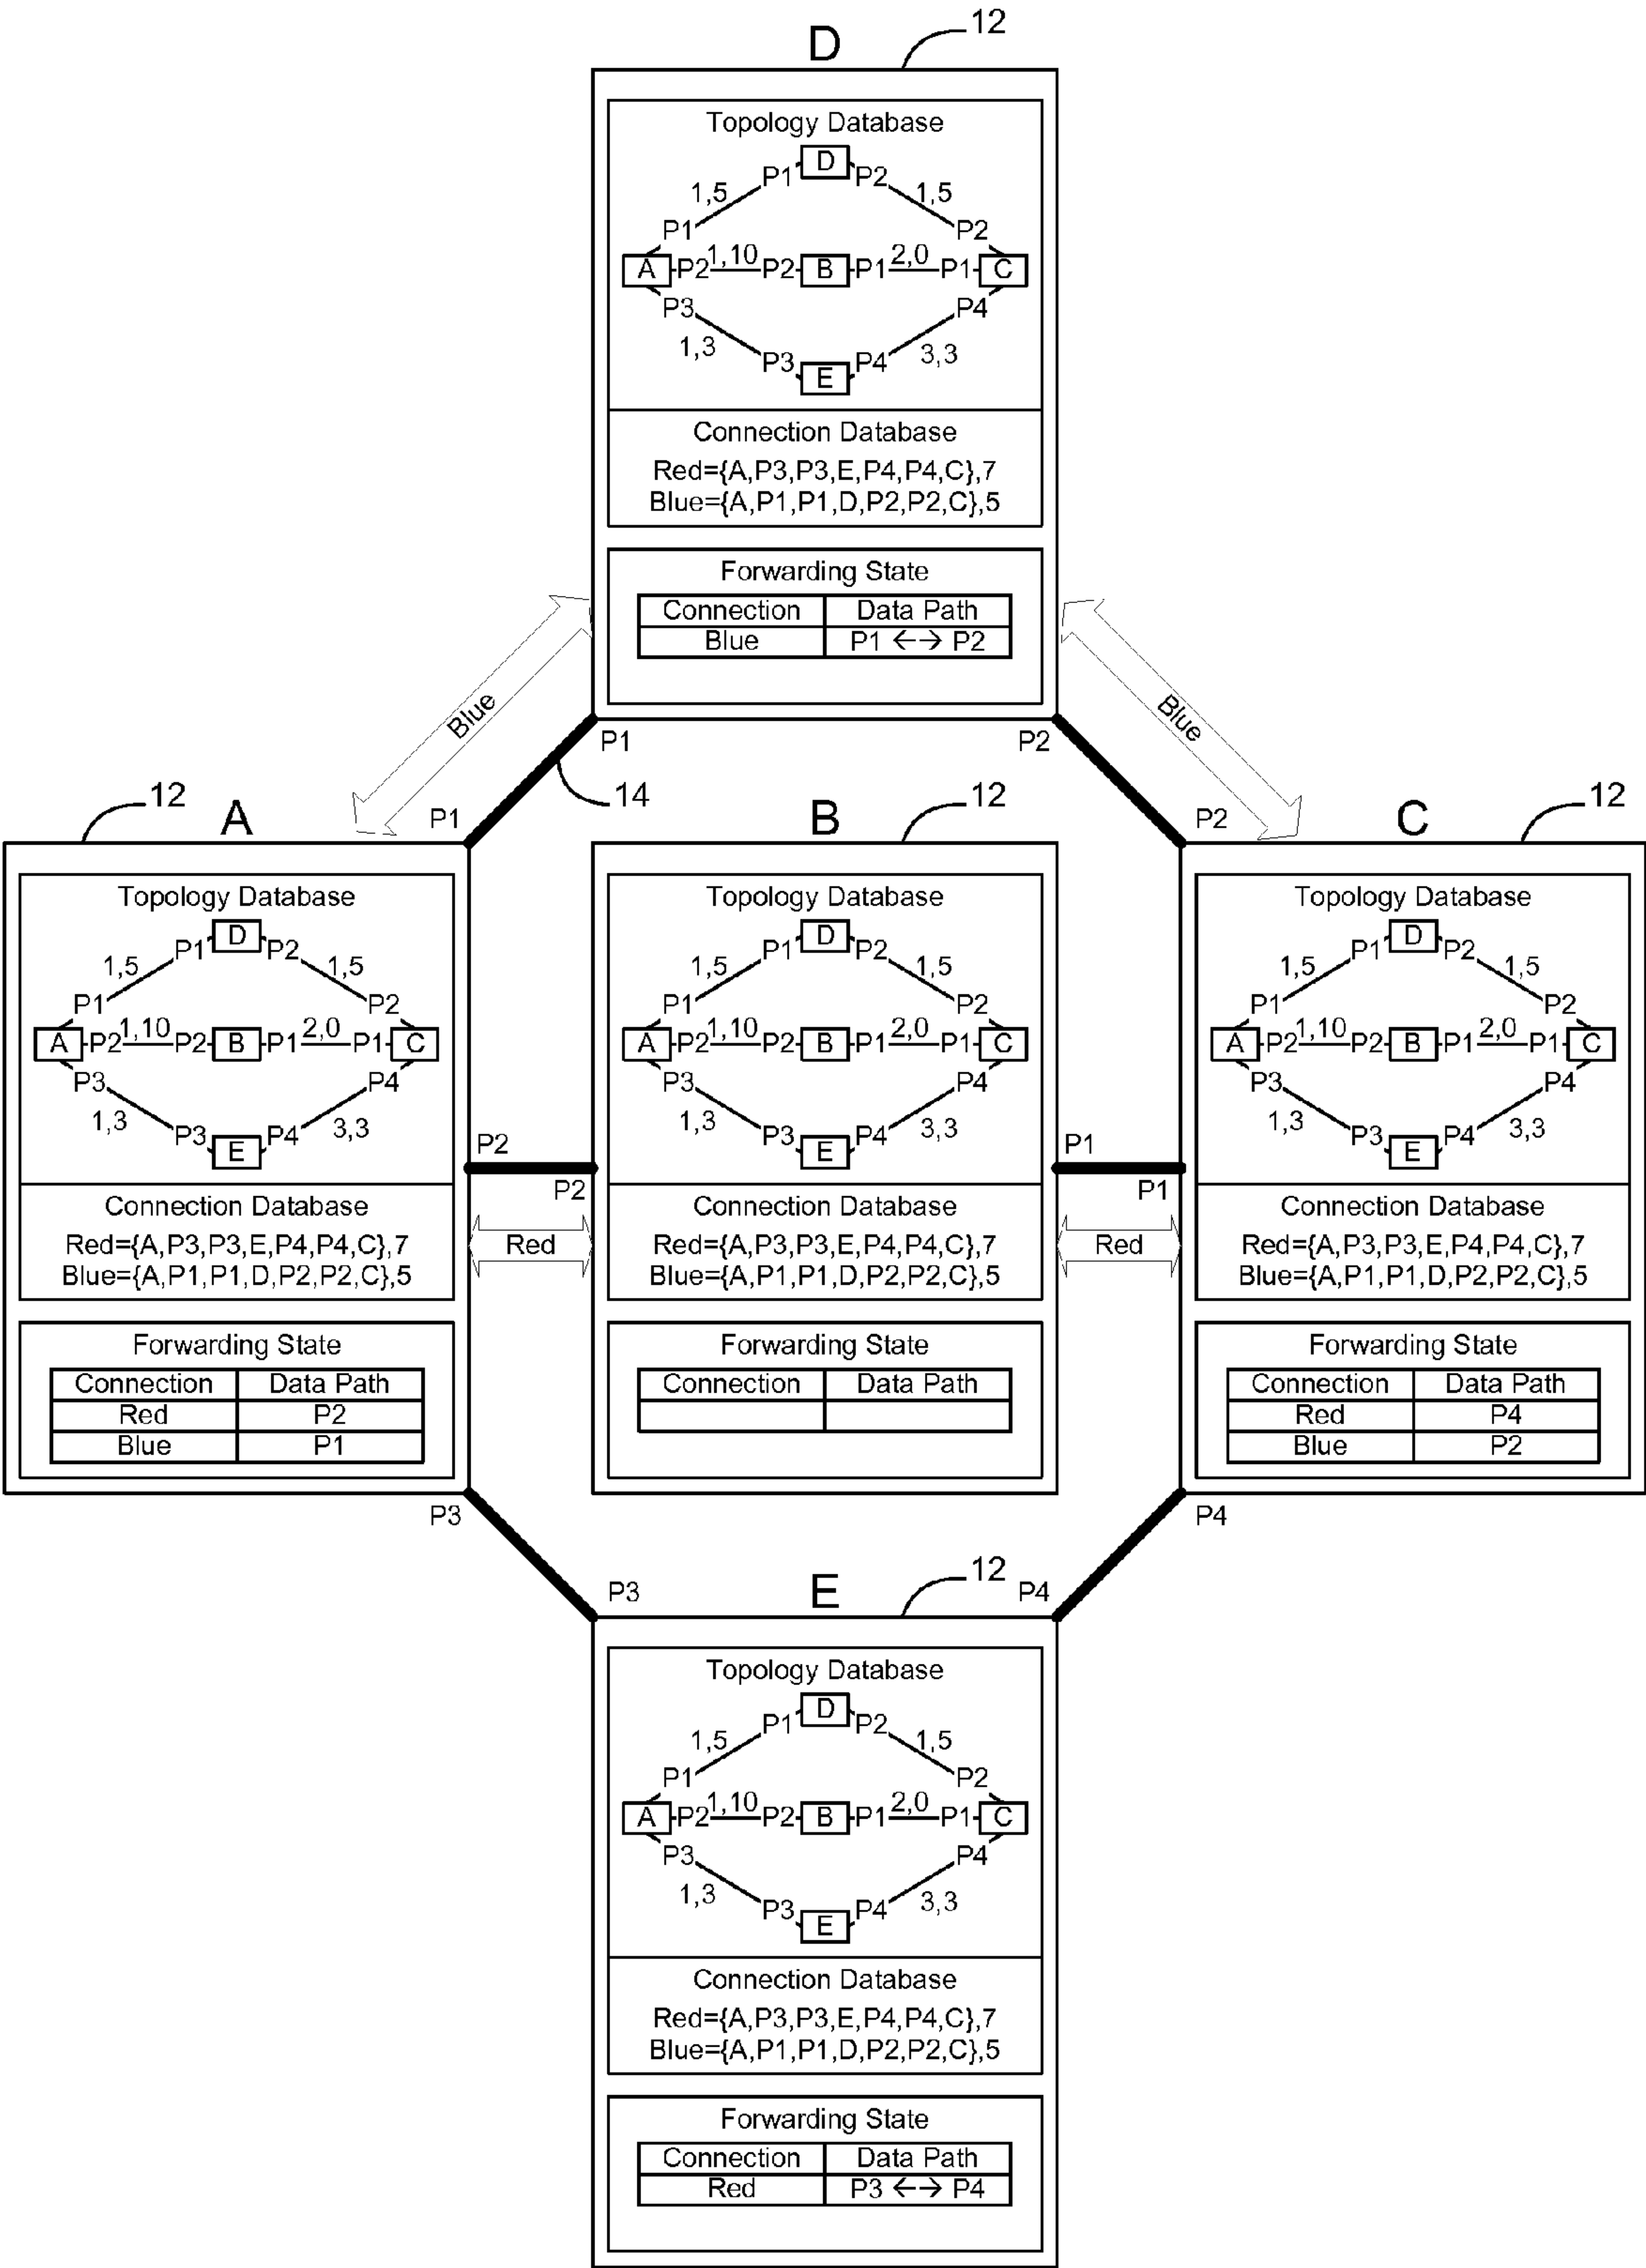 D
12
Topology Database
D
P1 P2
1,5 1,5
P1 P2
A P2 1,10 P2 B P1 2,0 P1 C
P3 P4
1,3 P3 P4 3,3
E
Connection Database
Red={A,P3,P3,E,P4,P4,C},7
Blue={A,P1,P1,D,P2,P2,C},5
Forwarding State
Connection Data Path
Blue P1 ←→ P2
Blue
Blue
P1 P2
14
12
A
P1
B
12
P2
C
12
Topology Database
D
P1 P2
1,5 1,5
P1 P2
A P2 1,10 P2 B P1 2,0 P1 C
P3 P4
1,3 P3 P4 3,3
E
Connection Database
Red={A,P3,P3,E,P4,P4,C},7
Blue={A,P1,P1,D,P2,P2,C},5
Forwarding State
Connection Data Path
Red P2
Blue P1
P3
P2
P2
Red
Topology Database
D
P1 P2
1,5 1,5
P1 P2
A P2 1,10 P2 B P1 2,0 P1 C
P3 P4
1,3 P3 P4 3,3
E
Connection Database
Red={A,P3,P3,E,P4,P4,C},7
Blue={A,P1,P1,D,P2,P2,C},5
Forwarding State
Connection Data Path
P1
P1
Red
Topology Database
D
P1 P2
1,5 1,5
P1 P2
A P2 1,10 P2 B P1 2,0 P1 C
P3 P4
1,3 P3 P4 3,3
E
Connection Database
Red={A,P3,P3,E,P4,P4,C},7
Blue={A,P1,P1,D,P2,P2,C},5
Forwarding State
Connection Data Path
Red P4
Blue P2
P4
P3
E
12
P4
Topology Database
D
P1 P2
1,5 1,5
P1 P2
A P2 1,10 P2 B P1 2,0 P1 C
P3 P4
1,3 P3 P4 3,3
E
Connection Database
Red={A,P3,P3,E,P4,P4,C},7
Blue={A,P1,P1,D,P2,P2,C},5
Forwarding State
Connection Data Path
Red P3 ←→ P4